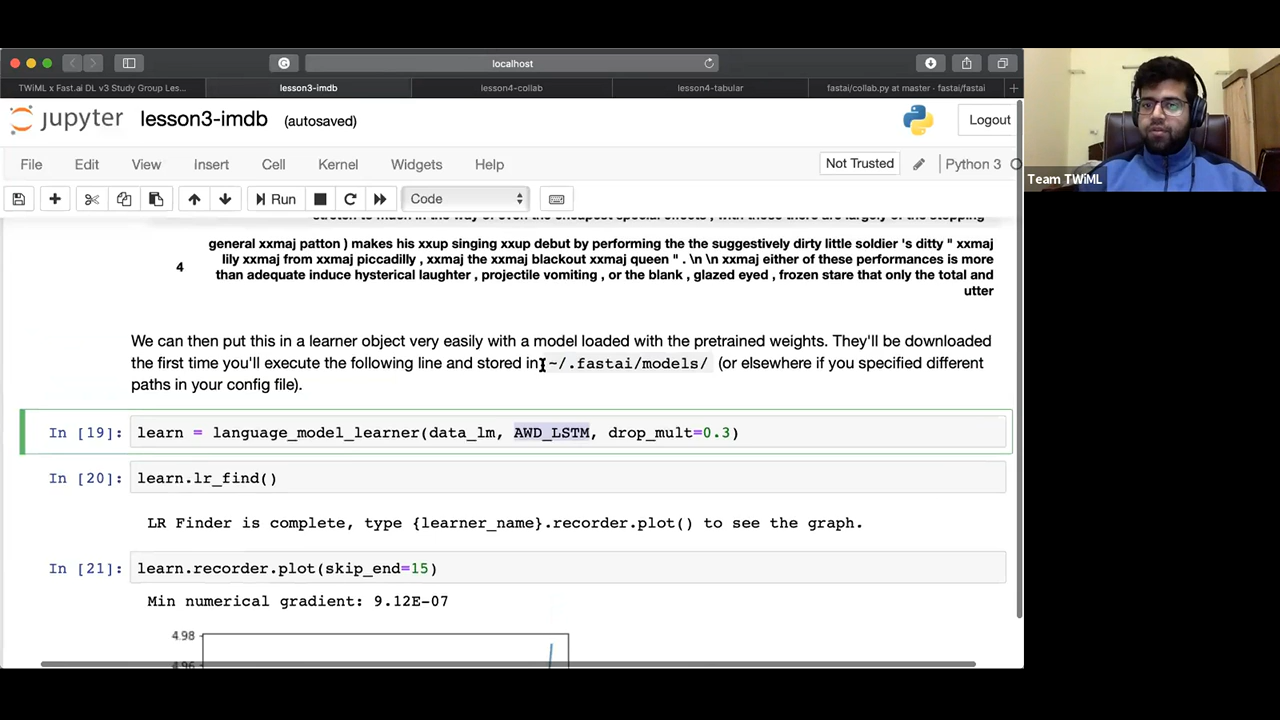 localhost
TWiML x Fast.ai DL v3 Study Group Les...
lesson3-imdb
lesson4-collab
lesson4-tabular
fastai/collab.py at master · fastai/fastai
jupyter
lesson3-imdb
(autosaved)
Logout
File
Edit
View
Insert
Cell
Kernel
Widgets
Help
Not Trusted
Python 3
Run
Code
Team TWiML
general xxmaj patton ) makes his xxup singing xxup debut by performing the the suggestively dirty little soldier 's ditty " xxmaj
lily xxmaj from xxmaj piccadilly , xxmaj the xxmaj blackout xxmaj queen " . \n \n xxmaj either of these performances is more
4
than adequate induce hysterical laughter , projectile vomiting , or the blank , glazed eyed , frozen stare that only the total and
utter
We can then put this in a learner object very easily with a model loaded with the pretrained weights. They'll be downloaded
the first time you'll execute the following line and stored in ~/.fastai/models/ (or elsewhere if you specified different
paths in your config file).
In [19]: learn = language_model_learner(data_lm, AWD_LSTM, drop_mult=0.3)
In [20]: learn.lr_find()
LR Finder is complete, type {learner_name}.recorder.plot() to see the graph.
In [21]: learn.recorder.plot(skip_end=15)
Min numerical gradient: 9.12E-07
4.98
4.96